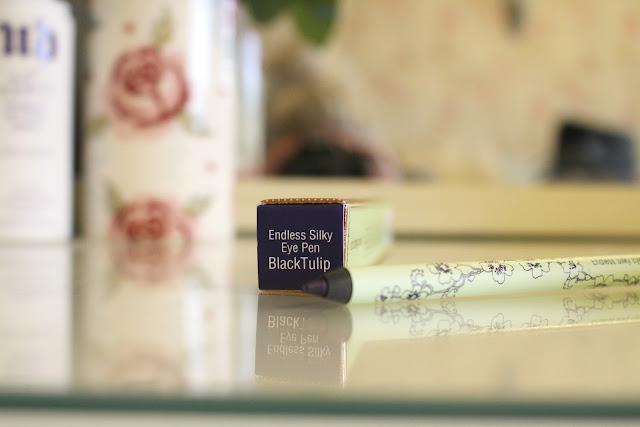 Endless Silky
Eye Pen
BlackTulip